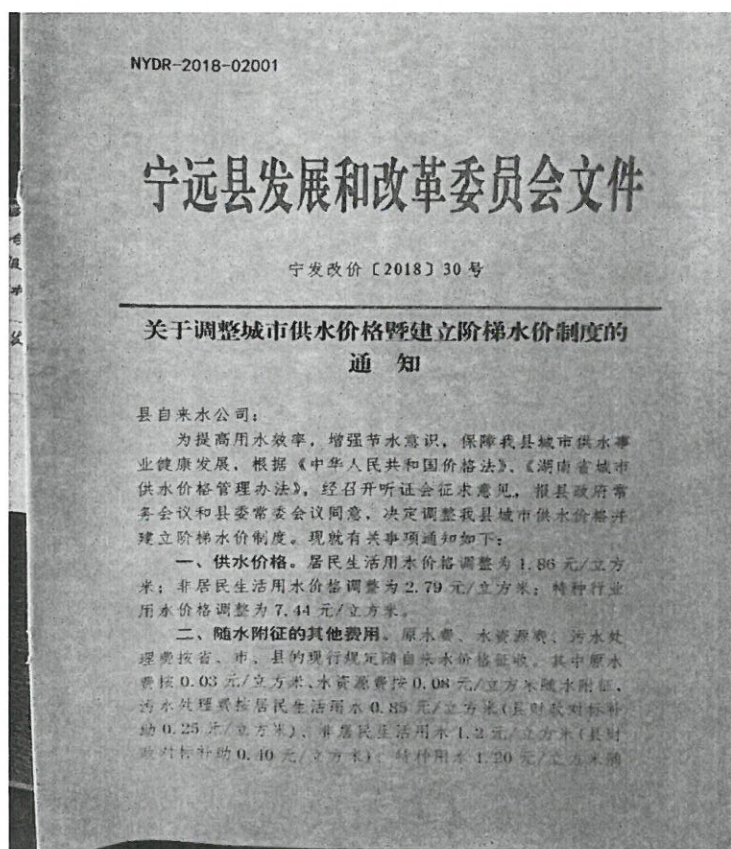 NYDR-2018-02001
宁远县发展和改革委员会文件
宁发改价〔2018〕30号
关于调整城市供水价格暨建立阶梯水价制度的
通 知
县自来水公司：
为提高用水效率，增强节水意识，保障我县城市供水事
业健康发展，根据《中华人民共和国价格法》、《湖南省城市
供水价格管理办法》，经召开听证会征求意见，报县政府常
务会议和县委常委会议同意，决定调整我县城市供水价格并
建立阶梯水价制度。现就有关事项通知如下：
一、供水价格。居民生活用水价格调整为1.86元/立方
米；非居民生活用水价格调整为2.79元/立方米；特种行业
用水价格调整为7.44元/立方米。
二、随水附征的其他费用。原水费、水资源费、污水处
理费按省、市、县的现行规定随自来水价格征收。其中原水
费按0.03元/立方米、水资源费按0.08元/立方米随水附征，
污水处理费按居民生活用水0.85元/立方米(县财政对标补
助0.25元/立方米)、非居民生活用水1.2元/立方米(县财
政对标补助0.40元/立方米)、特种用水1.20元/立方米随